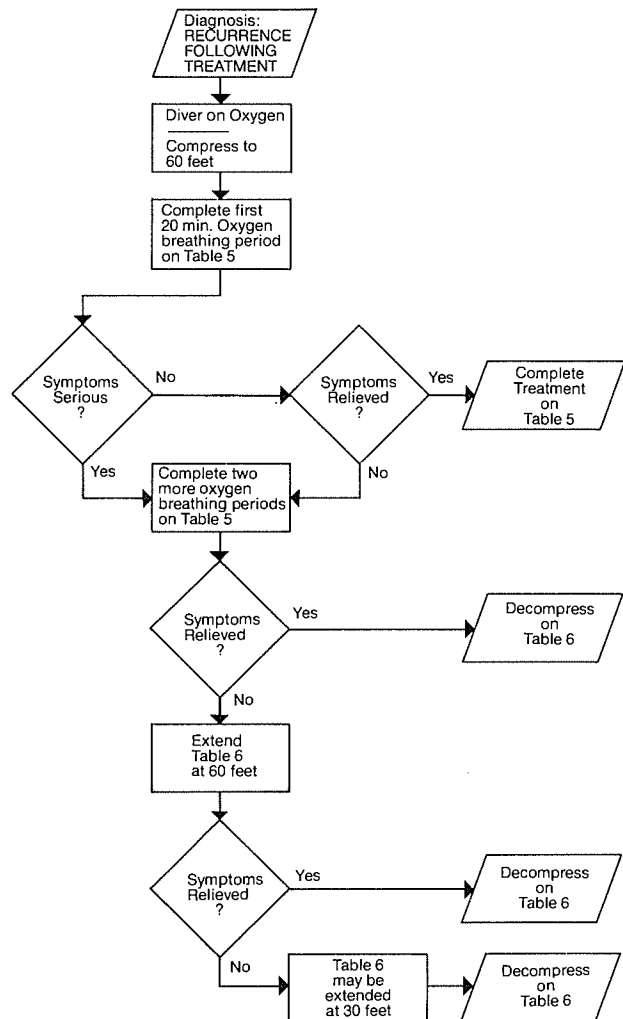 Diagnosis:
RECURRENCE
FOLLOWING
TREATMENT
Diver on Oxygen
Compress to
60 feet
Complete first
20 min. Oxygen
breathing period
on Table 5
Symptoms
Serious
?
No
Symptoms
Relieved
?
Yes
Complete
Treatment
on
Table 5
Yes
No
Complete two
more oxygen
breathing periods
on Table 5
Symptoms
Relieved
?
Yes
Decompress
on
Table 6
No
Extend
Table 6
at 60 feet
Symptoms
Relieved
?
Yes
Decompress
on
Table 6
No
Table 6
may be
extended
at 30 feet
Decompress
on
Table 6